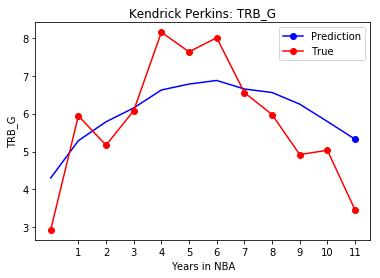 Kendrick Perkins: TRB_G
Prediction
True
8
7
6
5
4
3
TRB_G
1 2 3 4 5 6 7 8 9 10 11
Years in NBA